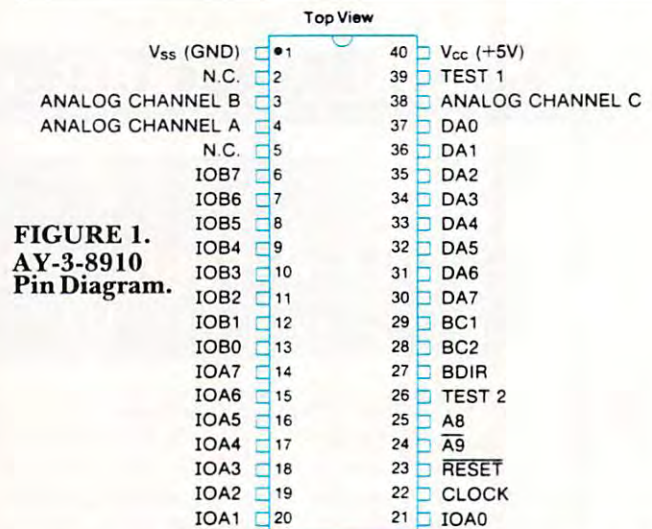 Top View
Vss (GND) 1 40 Vcc (+5V)
N.C. 2 39 TEST 1
ANALOG CHANNEL B 3 38 ANALOG CHANNEL C
ANALOG CHANNEL A 4 37 DA0
N.C. 5 36 DA1
IOB7 6 35 DA2
IOB6 7 34 DA3
IOB5 8 33 DA4
IOB4 9 32 DA5
IOB3 10 31 DA6
IOB2 11 30 DA7
IOB1 12 29 BC1
IOB0 13 28 BC2
IOA7 14 27 BDIR
IOA6 15 26 TEST 2
IOA5 16 25 A8
IOA4 17 24 A̅9̅
IOA3 18 23 R̅E̅S̅E̅T̅
IOA2 19 22 CLOCK
IOA1 20 21 IOA0
FIGURE 1.
AY-3-8910
Pin Diagram.